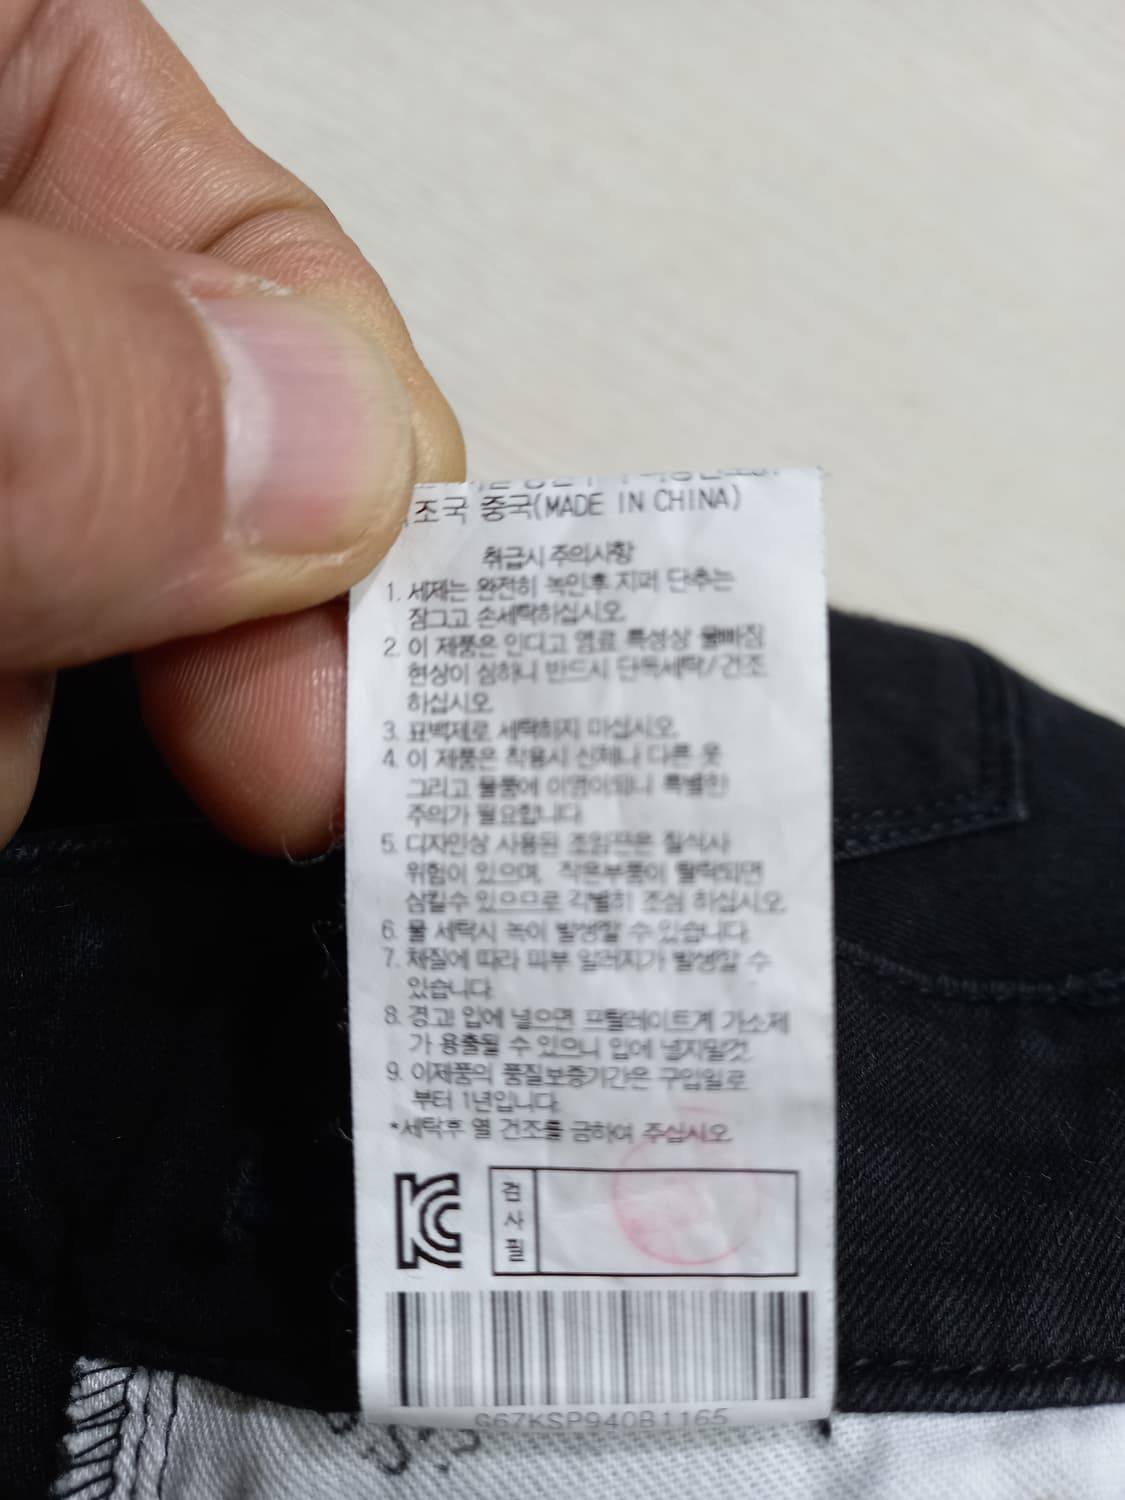 조국 중국(MADE IN CHINA)
취급시 주의사항
1. 세제는 완전히 녹인후 지퍼 단추는
잠그고 손세탁하십시오.
2. 이 제품은 인디고 염료 특성상 물빠짐
현상이 심하니 반드시 단독세탁/건조
하십시오.
3. 표백제로 세탁하지 마십시오.
4. 이 제품은 착용시 신체나 다른 옷
그리고 물품에 이염이되니 특별한
주의가 필요합니다.
5. 디자인상 사용된 조임끈은 질식사
위험이 있으며, 작은부품이 탈락되면
삼킬수 있으므로 각별히 조심 하십시오.
6. 물 세탁시 녹이 발생할 수 있습니다.
7. 체질에 따라 피부 알러지가 발생할 수
있습니다.
8. 경고! 입에 넣으면 프탈레이트계 가소제
가 용출될 수 있으니 입에 넣지말것.
9. 이제품의 품질보증기간은 구입일로
부터 1년입니다.
*세탁후 열 건조를 금하여 주십시오.
KC
검사필
G67KSP940B1165